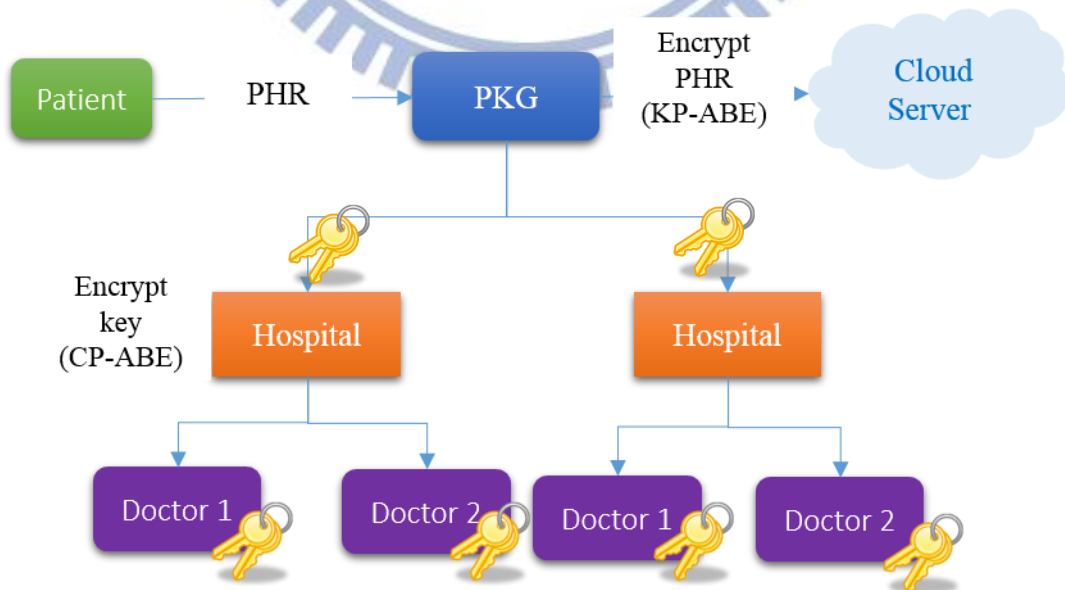 Patient
PHR
PKG
Encrypt
PHR
(KP-ABE)
Cloud
Server
Encrypt
key
(CP-ABE)
Hospital
Hospital
Doctor 1
Doctor 2
Doctor 1
Doctor 2